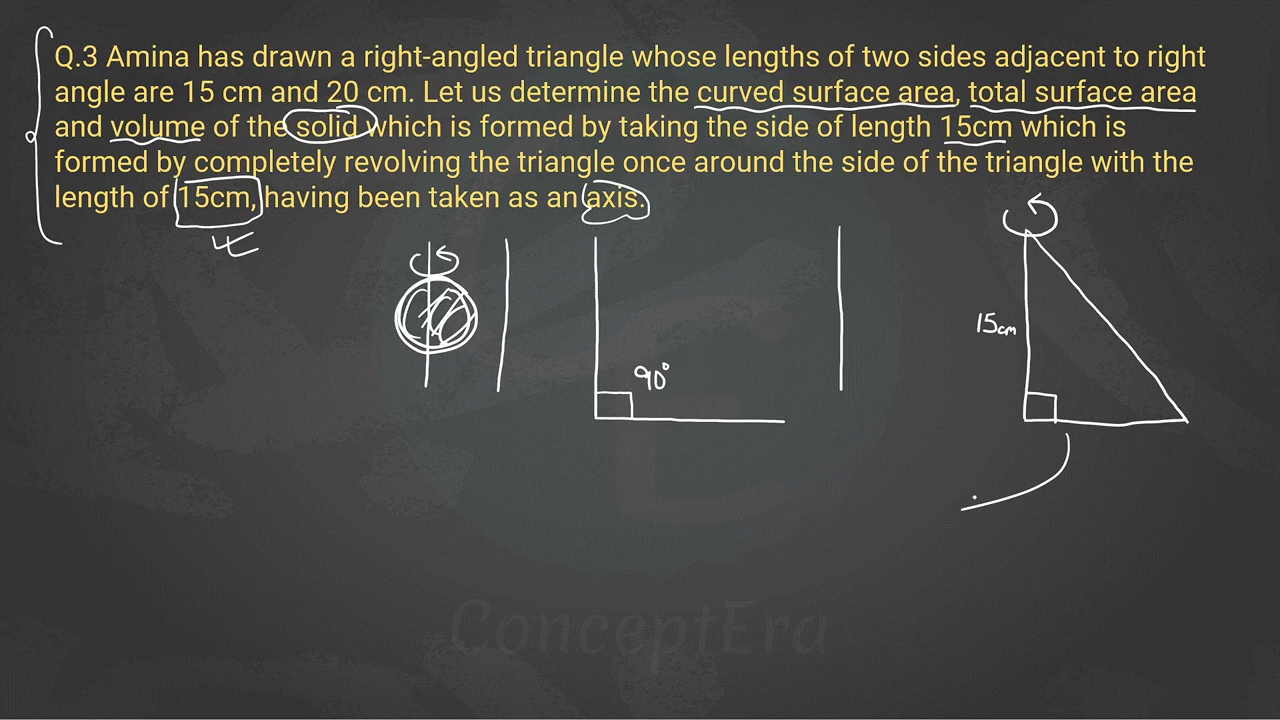 Q.3 Amina has drawn a right-angled triangle whose lengths of two sides adjacent to right
angle are 15 cm and 20 cm. Let us determine the curved surface area, total surface area
and volume of the solid which is formed by taking the side of length 15cm which is
formed by completely revolving the triangle once around the side of the triangle with the
length of 15cm, having been taken as an axis.
15cm
90°
ConceptEra